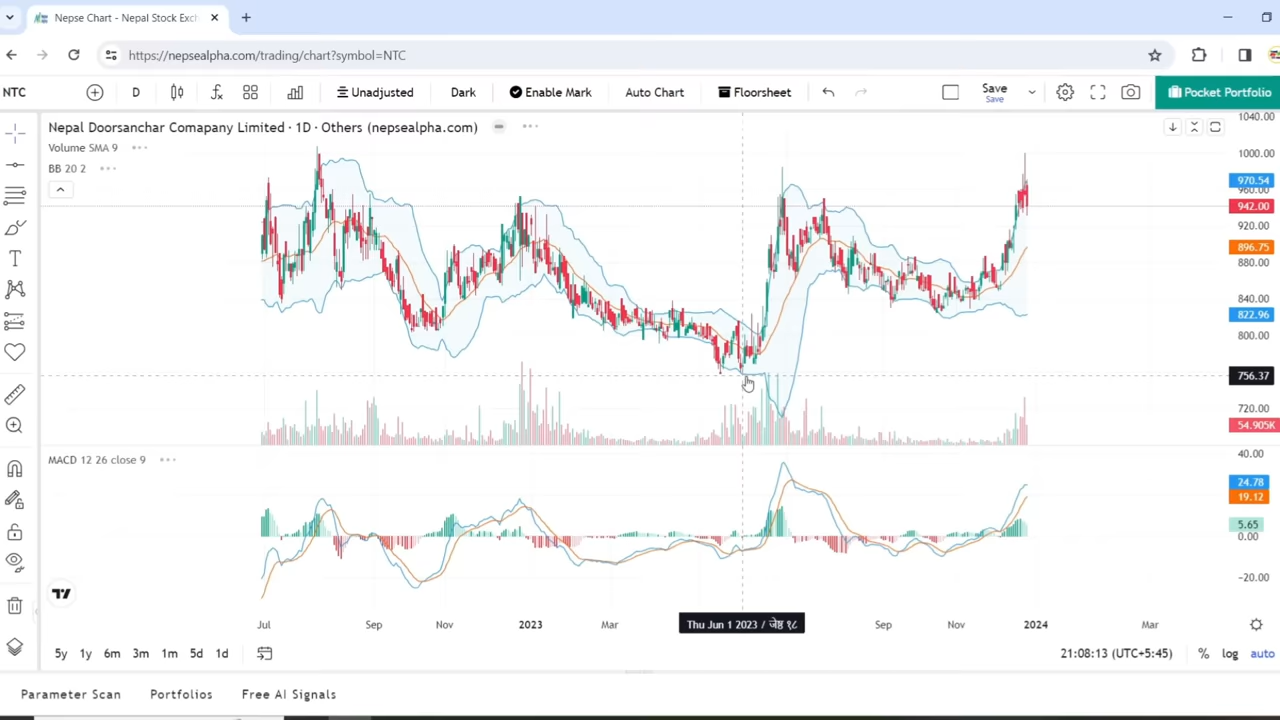 Nepse Chart - Nepal Stock Exch
https://nepsealpha.com/trading/chart?symbol=NTC
NTC
D
Unadjusted
Dark
Enable Mark
Auto Chart
Floorsheet
Save
Save
Pocket Portfolio
Nepal Doorsanchar Comapany Limited · 1D · Others (nepsealpha.com)
Volume SMA 9
BB 20 2
1040.00
1000.00
970.54
960.00
942.00
920.00
896.75
880.00
840.00
822.96
800.00
756.37
720.00
54.905K
MACD 12 26 close 9
40.00
24.78
19.12
5.65
0.00
−20.00
Jul
Sep
Nov
2023
Mar
Thu Jun 1 2023 / जेष्ठ १८
Sep
Nov
2024
Mar
5y
1y
6m
3m
1m
5d
1d
21:08:13 (UTC+5:45)
%
log
auto
Parameter Scan
Portfolios
Free AI Signals